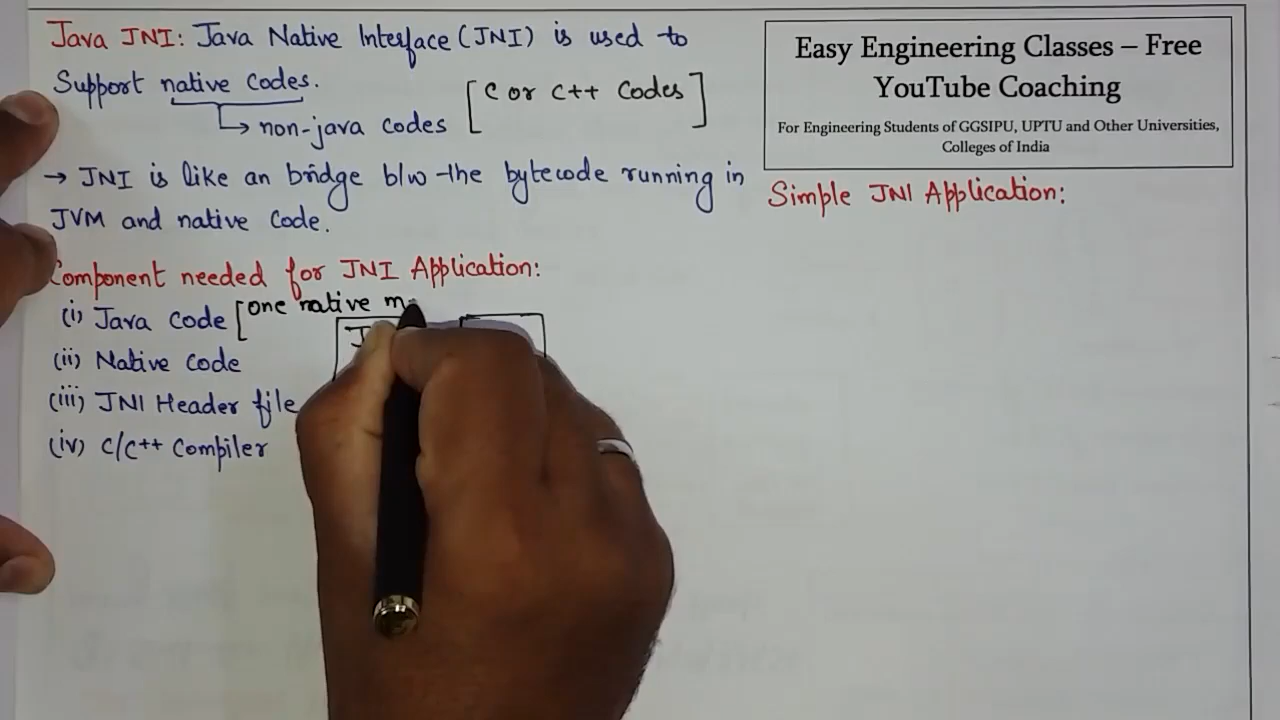 Java JNI: Java Native Interface (JNI) is used to
Support native codes.
[C or C++ Codes]
non-java codes
→ JNI is like an bridge b/w the bytecode running in
JVM and native code.
Component needed for JNI Application:
(i) Java Code [one native
(ii) Native Code
(iii) JNI Header file
(iv) C/C++ Compiler
Easy Engineering Classes – Free
YouTube Coaching
For Engineering Students of GGSIPU, UPTU and Other Universities,
Colleges of India
Simple JNI Application: